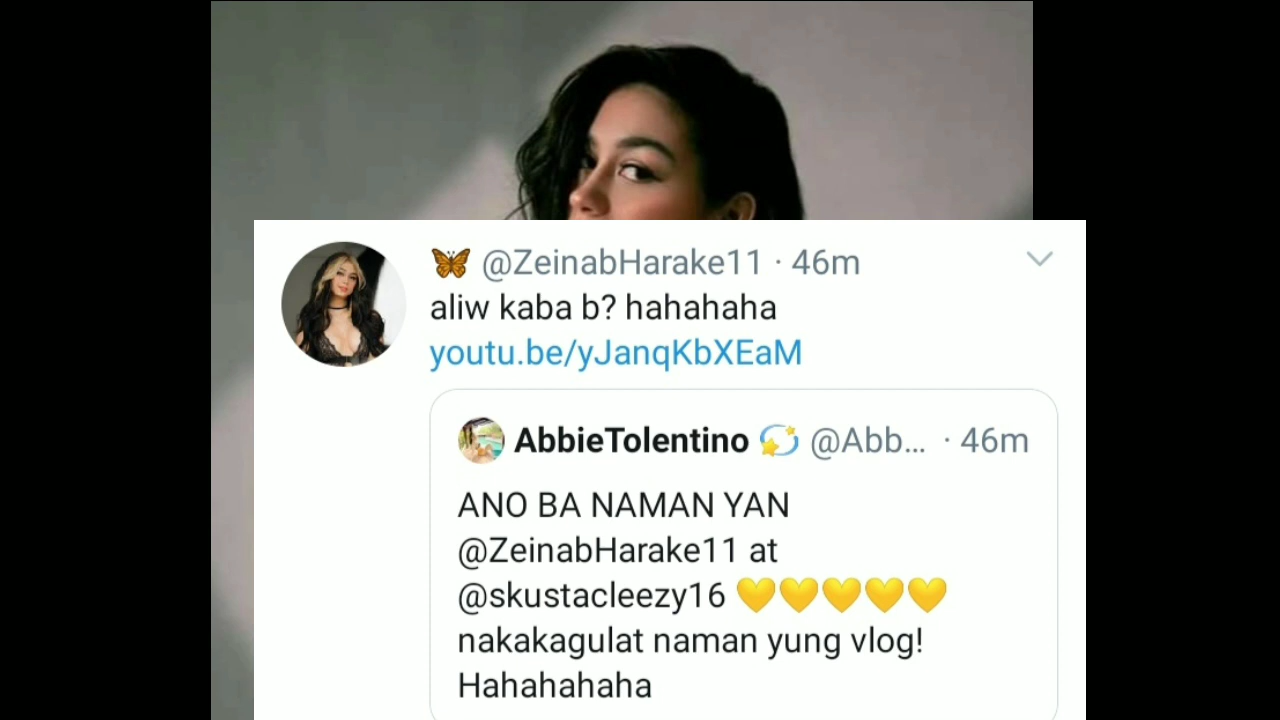 🦋 @ZeinabHarake11 · 46m
aliw kaba b? hahahaha
youtu.be/yJanqKbXEaM
AbbieTolentino 💫 @Abb... · 46m
ANO BA NAMAN YAN
@ZeinabHarake11 at
@skustacleezy16 💛💛💛💛💛
nakakagulat naman yung vlog!
Hahahahaha